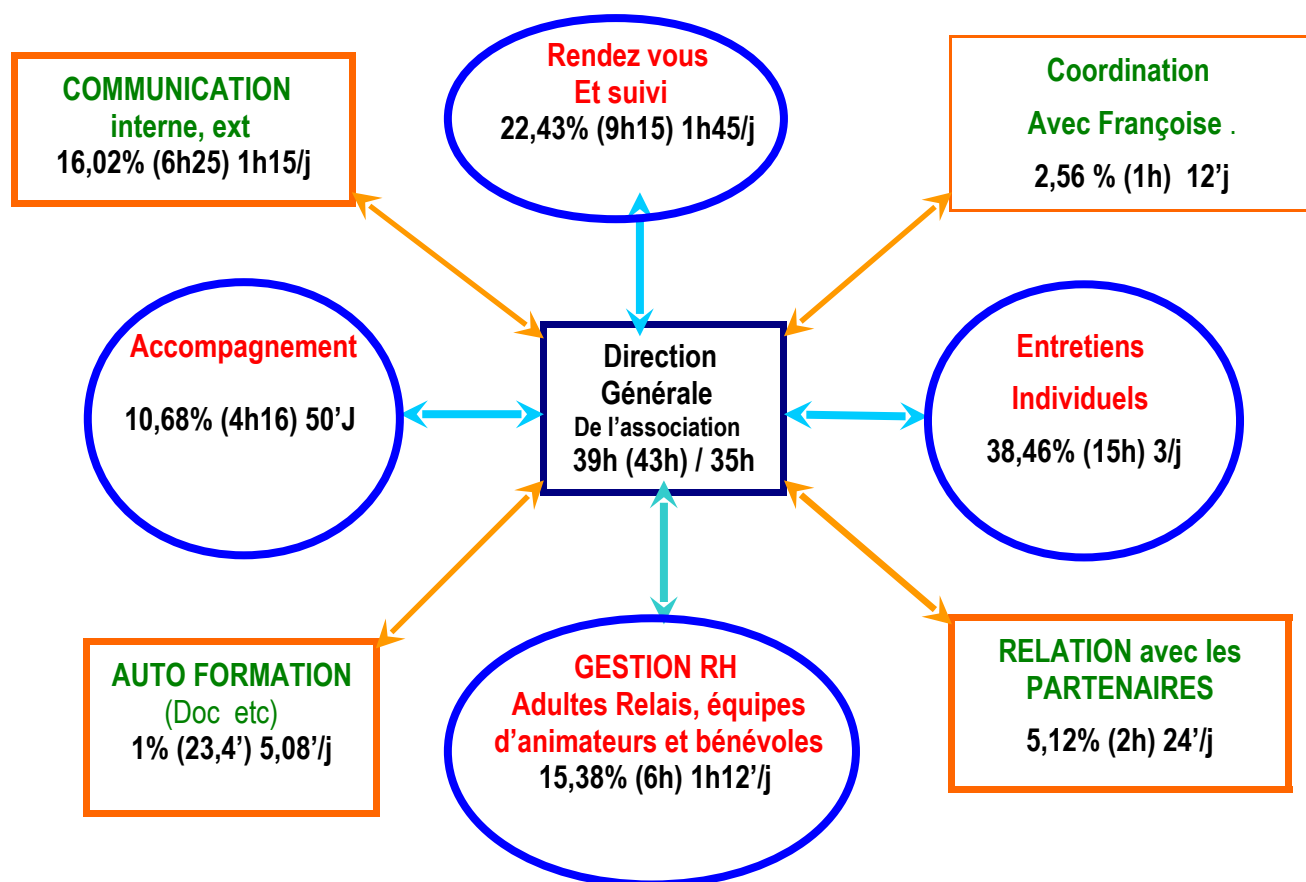 COMMUNICATION
interne, ext
16,02% (6h25) 1h15/j
Rendez vous
Et suivi
22,43% (9h15) 1h45/j
Coordination
Avec Françoise .
2,56 % (1h) 12’j
Accompagnement
10,68% (4h16) 50’J
Direction
Générale
De l’association
39h (43h) / 35h
Entretiens
Individuels
38,46% (15h) 3/j
AUTO FORMATION
(Doc etc)
1% (23,4’) 5,08’/j
GESTION RH
Adultes Relais, équipes
d’animateurs et bénévoles
15,38% (6h) 1h12’/j
RELATION avec les
PARTENAIRES
5,12% (2h) 24’/j